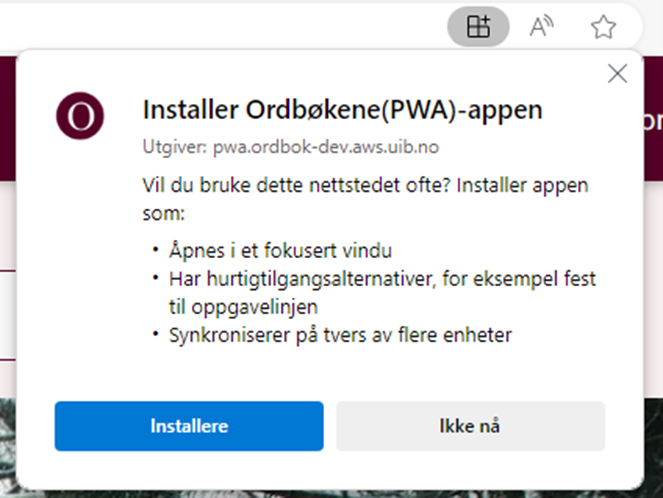 Installer Ordbøkene(PWA)-appen
Utgiver: pwa.ordbok-dev.aws.uib.no
Vil du bruke dette nettstedet ofte? Installer appen
som:
• Åpnes i et fokusert vindu
• Har hurtigtilgangsalternativer, for eksempel fest
til oppgavelinjen
• Synkroniserer på tvers av flere enheter
Installere
Ikke nå